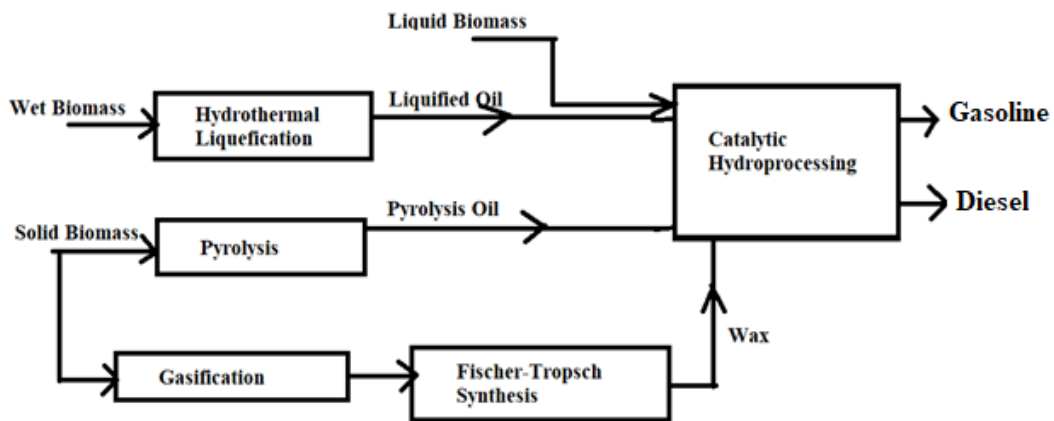 Liquid Biomass
Wet Biomass
Hydrothermal
Liquefication
Liquified Oil
Catalytic
Hydroprocessing
Gasoline
Diesel
Solid Biomass
Pyrolysis
Pyrolysis Oil
Gasification
Fischer-Tropsch
Synthesis
Wax